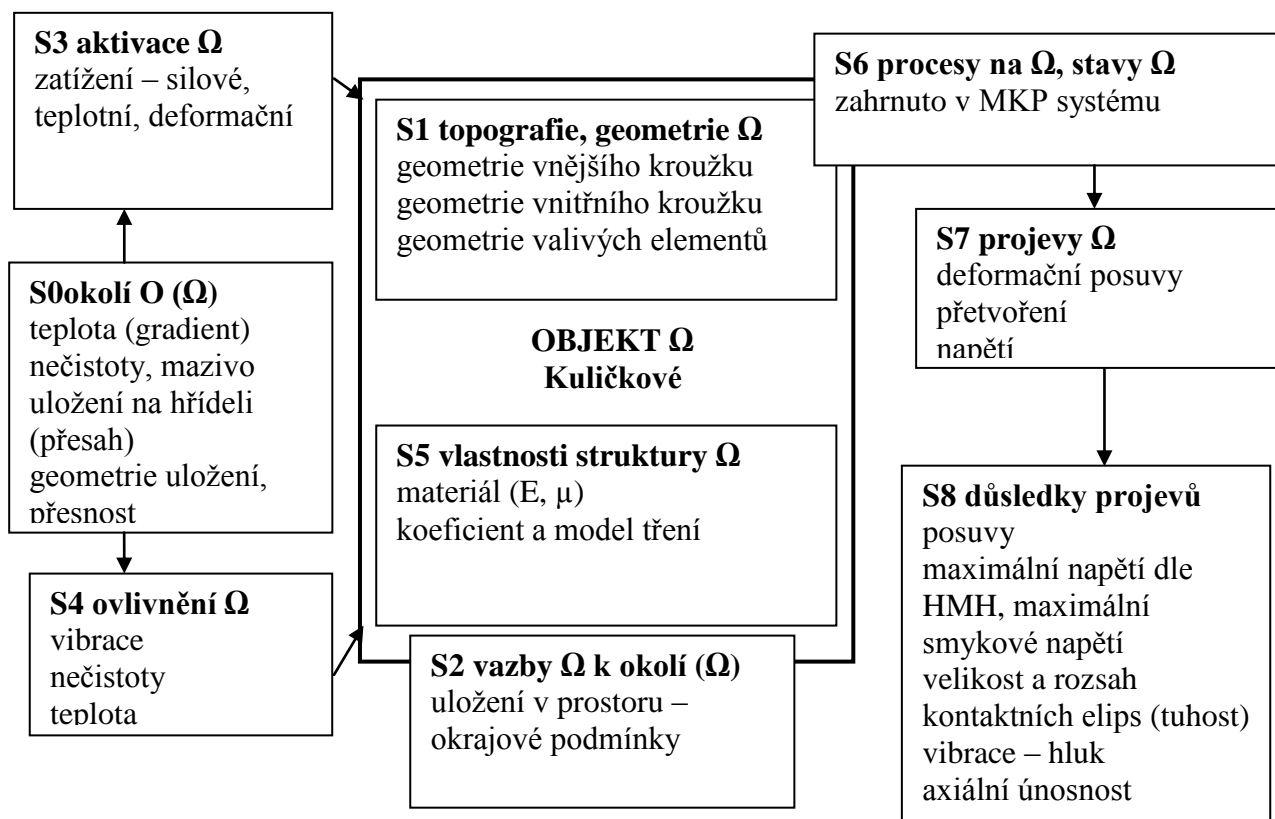 S3 aktivace Ω
zatížení – silové,
teplotní, deformační
S6 procesy na Ω, stavy Ω
zahrnuto v MKP systému
S1 topografie, geometrie Ω
geometrie vnějšího kroužku
geometrie vnitřního kroužku
geometrie valivých elementů
S7 projevy Ω
deformační posuvy
přetvoření
napětí
S0okolí O (Ω)
teplota (gradient)
nečistoty, mazivo
uložení na hřídeli
(přesah)
geometrie uložení,
přesnost
OBJEKT Ω
Kuličkové
S5 vlastnosti struktury Ω
materiál (E, µ)
koeficient a model tření
S8 důsledky projevů
posuvy
maximální napětí dle
HMH, maximální
smykové napětí
velikost a rozsah
kontaktních elips (tuhost)
vibrace – hluk
axiální únosnost
S4 ovlivnění Ω
vibrace
nečistoty
teplota
S2 vazby Ω k okolí (Ω)
uložení v prostoru –
okrajové podmínky